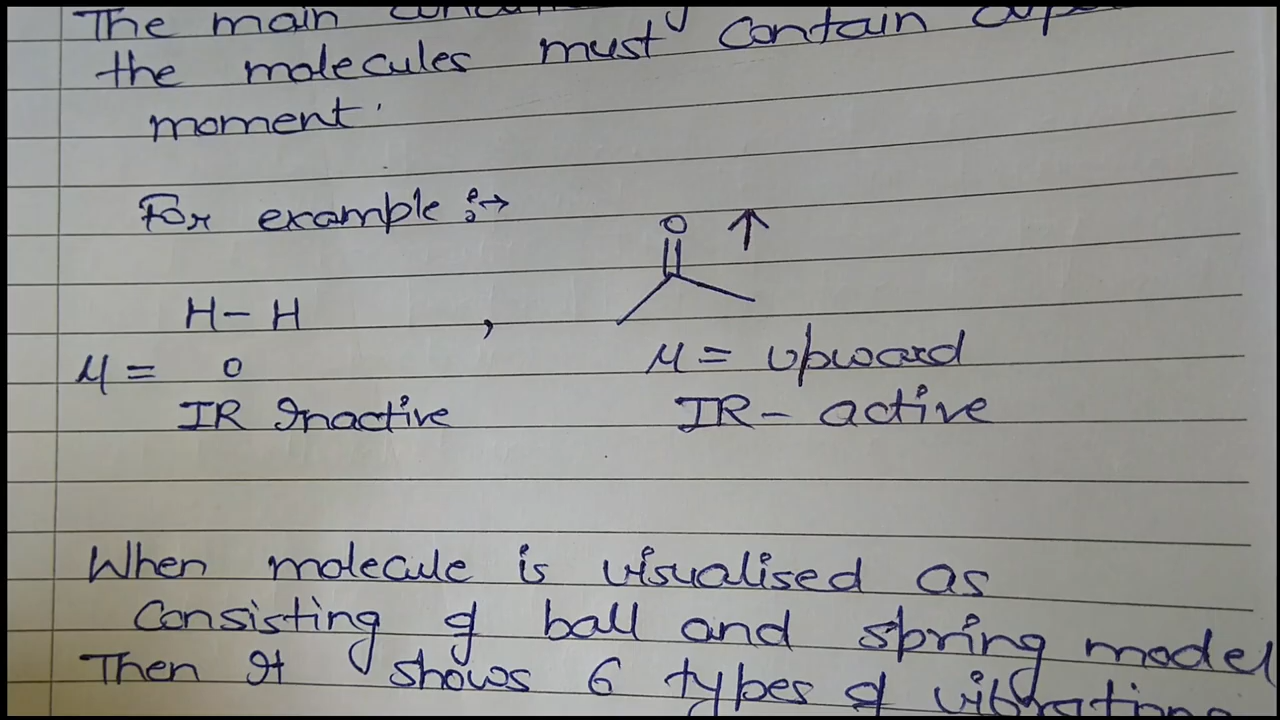 The main
the molecules must contain
moment.
For example :→
O ↑
H - H ,
μ = 0
μ = upward
IR Inactive
IR - active
When molecule is visualised as
Consisting of ball and spring model
Then It shows 6 types of vibrations